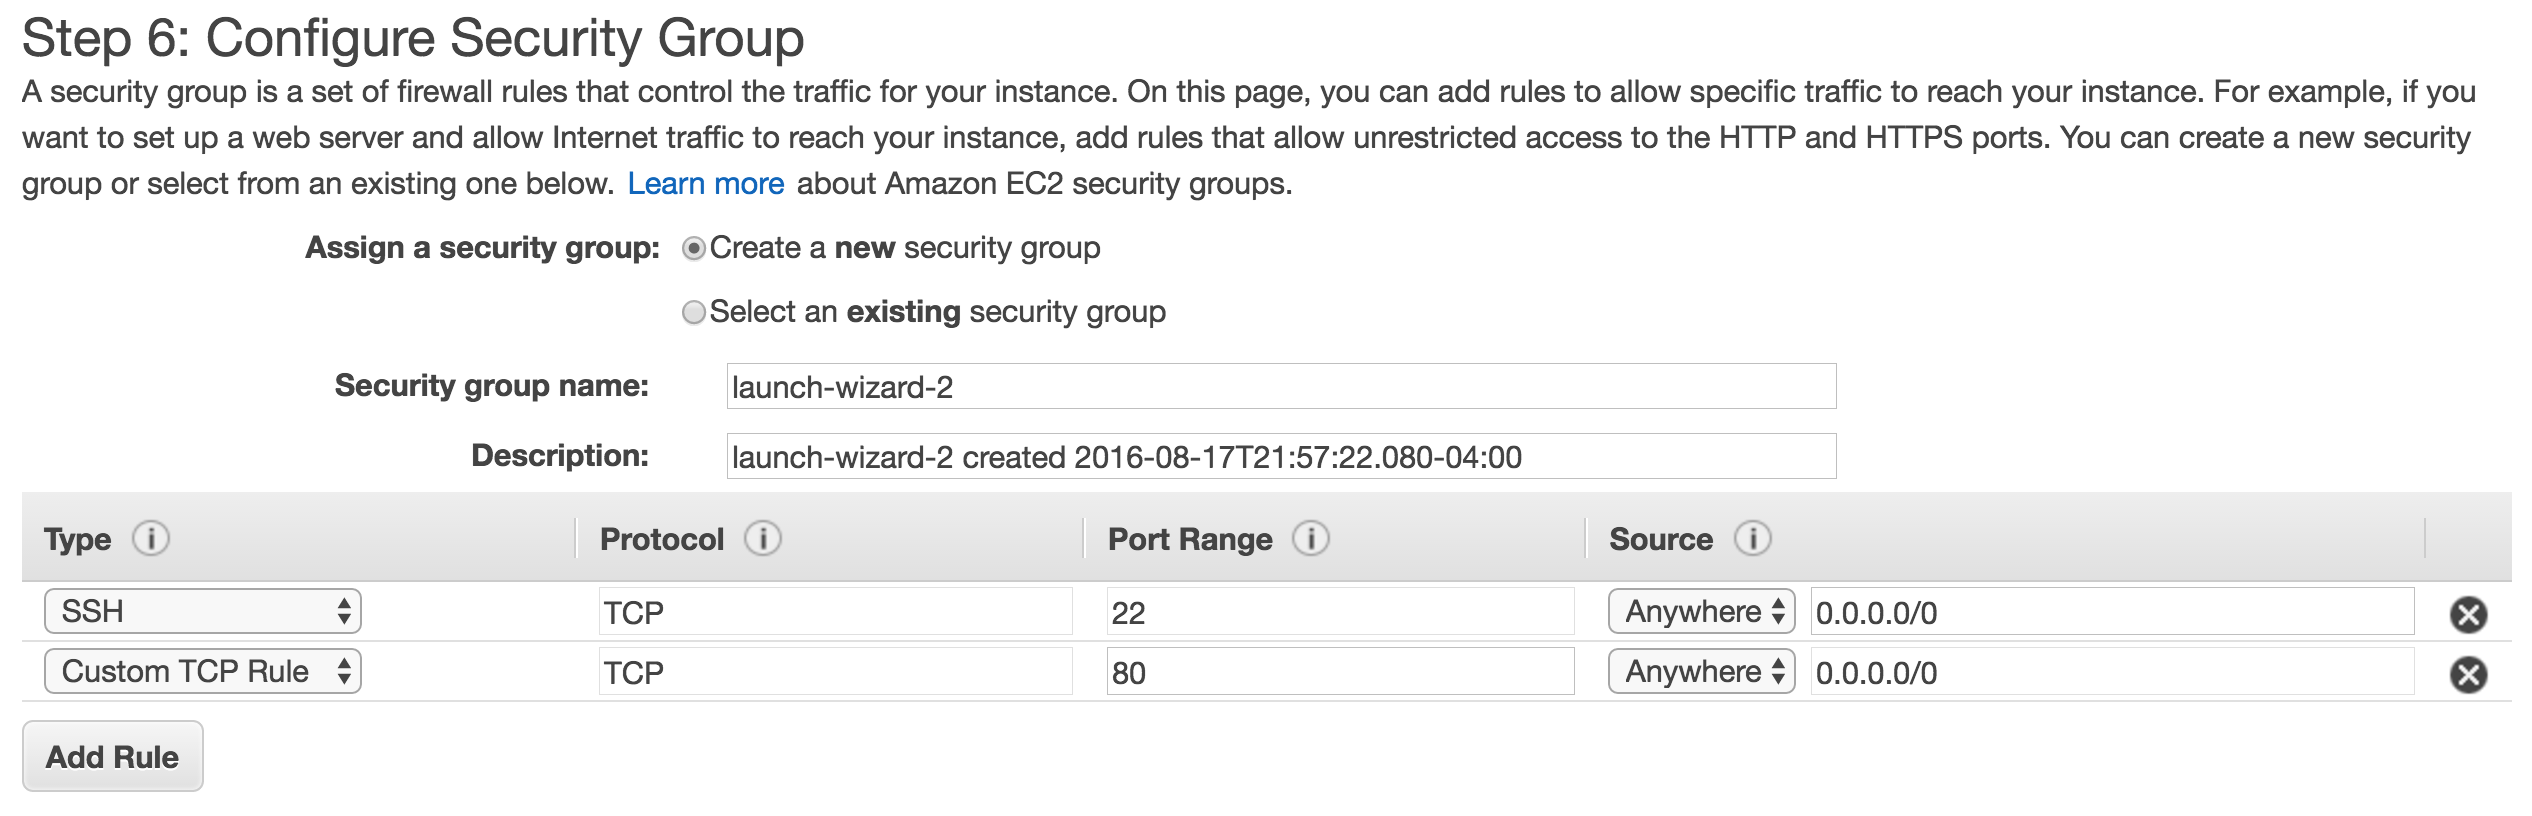 Step 6: Configure Security Group
A security group is a set of firewall rules that control the traffic for your instance. On this page, you can add rules to allow specific traffic to reach your instance. For example, if you
want to set up a web server and allow Internet traffic to reach your instance, add rules that allow unrestricted access to the HTTP and HTTPS ports. You can create a new security
group or select from an existing one below. Learn more about Amazon EC2 security groups.
Assign a security group: Create a new security group
Select an existing security group
Security group name: launch-wizard-2
Description: launch-wizard-2 created 2016-08-17T21:57:22.080-04:00
Type i Protocol i Port Range i Source i
SSH TCP 22 Anywhere 0.0.0.0/0
Custom TCP Rule TCP 80 Anywhere 0.0.0.0/0
Add Rule